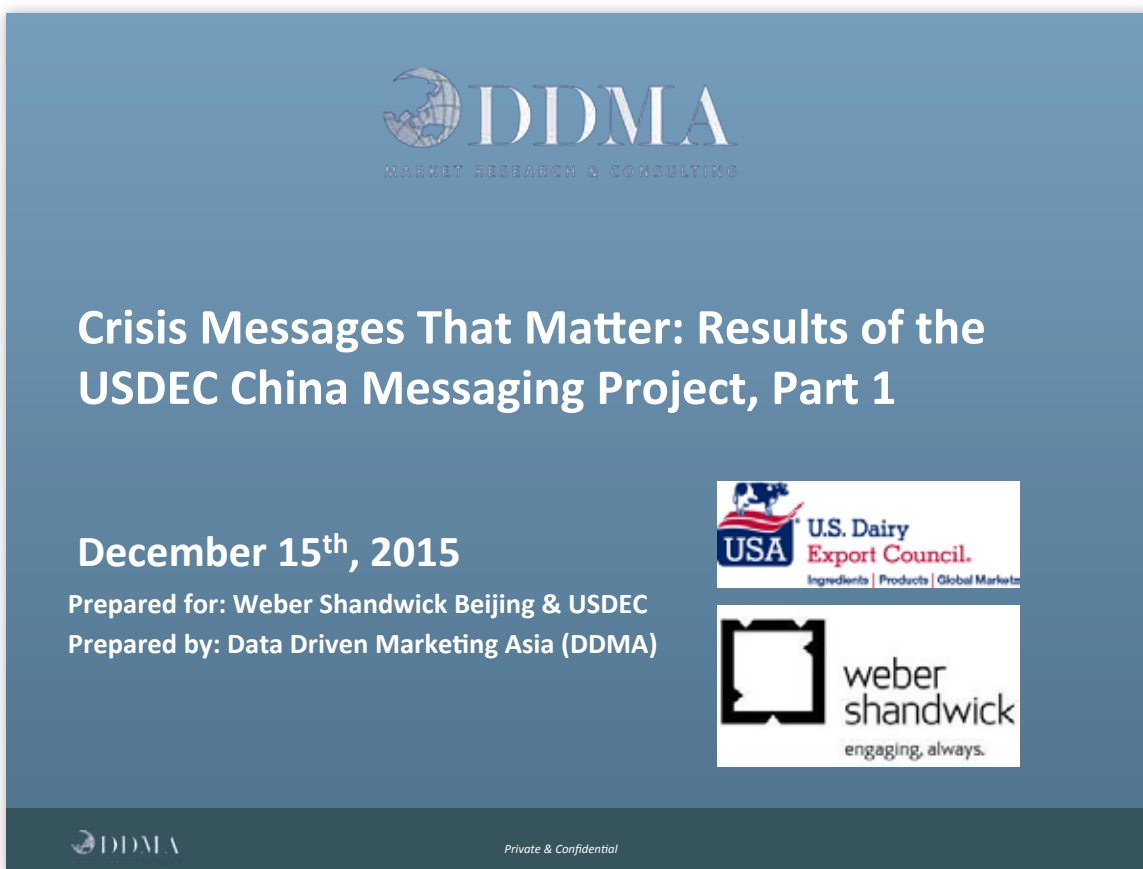 DDMA
MARKET RESEARCH & CONSULTING
Crisis Messages That Matter: Results of the
USDEC China Messaging Project, Part 1
December 15th, 2015
Prepared for: Weber Shandwick Beijing & USDEC
Prepared by: Data Driven Marketing Asia (DDMA)
USA
U.S. Dairy
Export Council.
Ingredients | Products | Global Markets
weber
shandwick
engaging, always.
DDMA
Private & Confidential